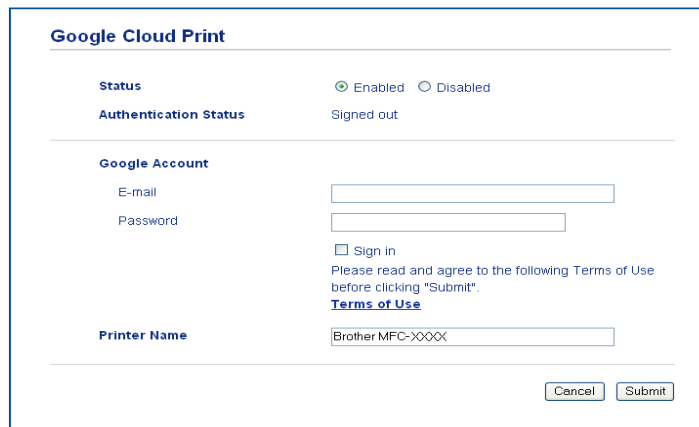 Google Cloud Print
Status Enabled Disabled
Authentication Status Signed out
Google Account
E-mail
Password
Sign in
Please read and agree to the following Terms of Use
before clicking "Submit".
Terms of Use
Printer Name Brother MFC-XXXX
Cancel Submit